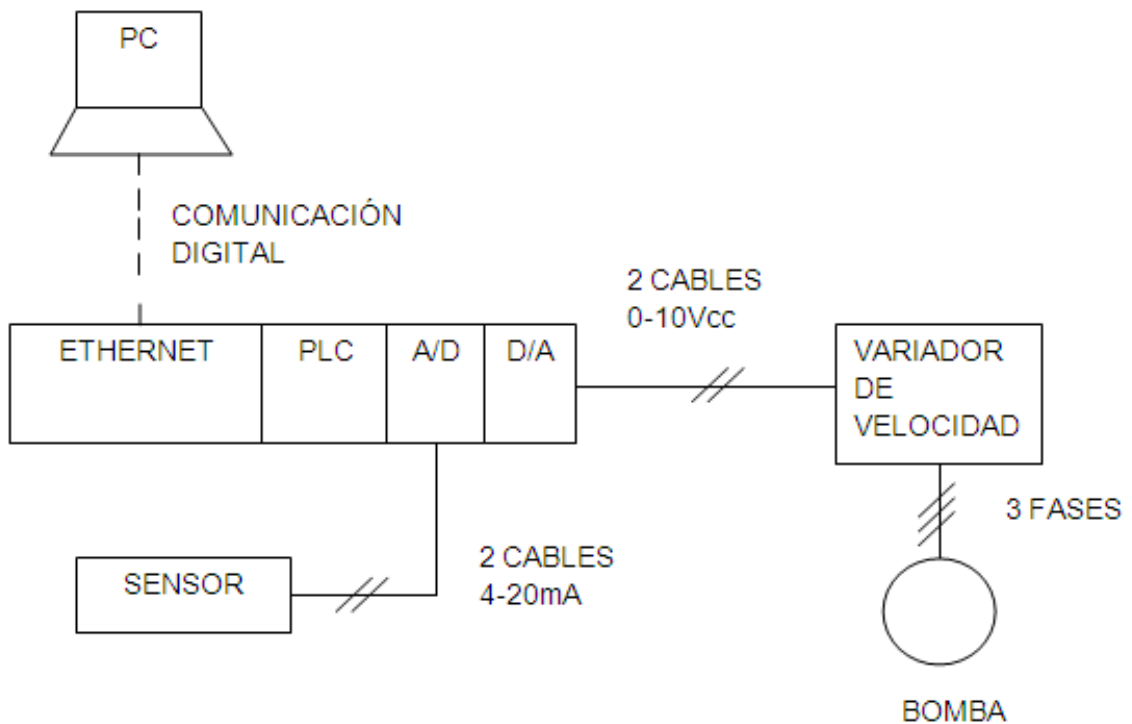 PC
COMUNICACIÓN
DIGITAL
2 CABLES
0-10Vcc
ETHERNET
PLC
A/D
D/A
VARIADOR
DE
VELOCIDAD
3 FASES
SENSOR
2 CABLES
4-20mA
BOMBA